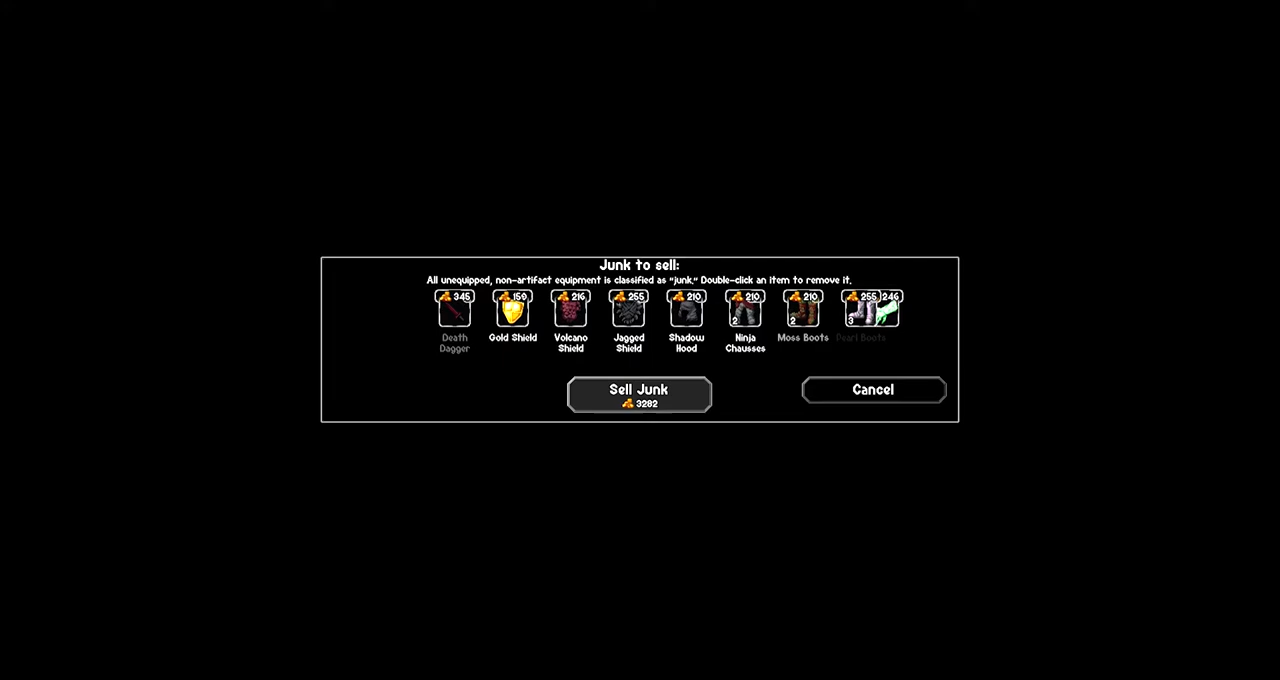 Junk to sell:
All unequipped, non-artifact equipment is classified as "junk." Double-click an item to remove it.
345 159 216 255 210 210 210 255 246
2 2 3
Death Dagger
Gold Shield
Volcano Shield
Jagged Shield
Shadow Hood
Ninja Chausses
Moss Boots
Pearl Boots
Sell Junk
3282
Cancel